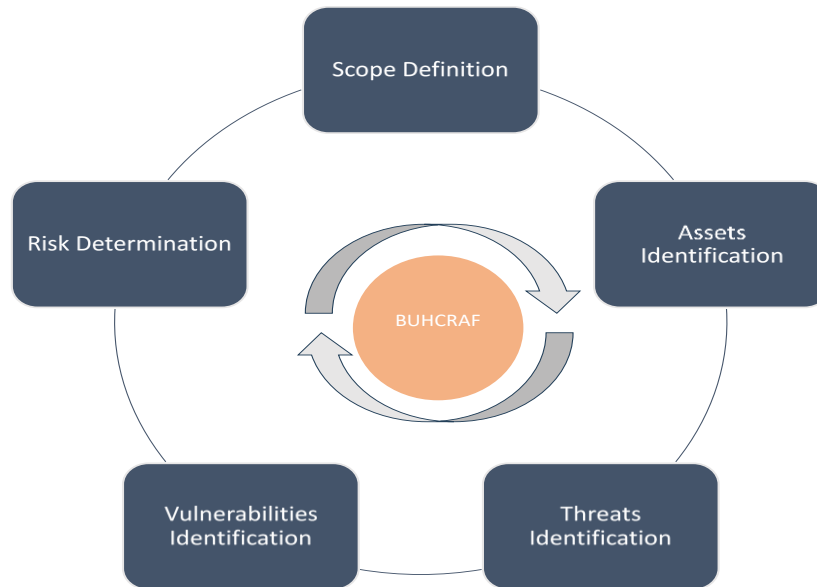 Scope Definition
Risk Determination
Assets
Identification
BUHCRAF
Vulnerabilities
Identification
Threats
Identification